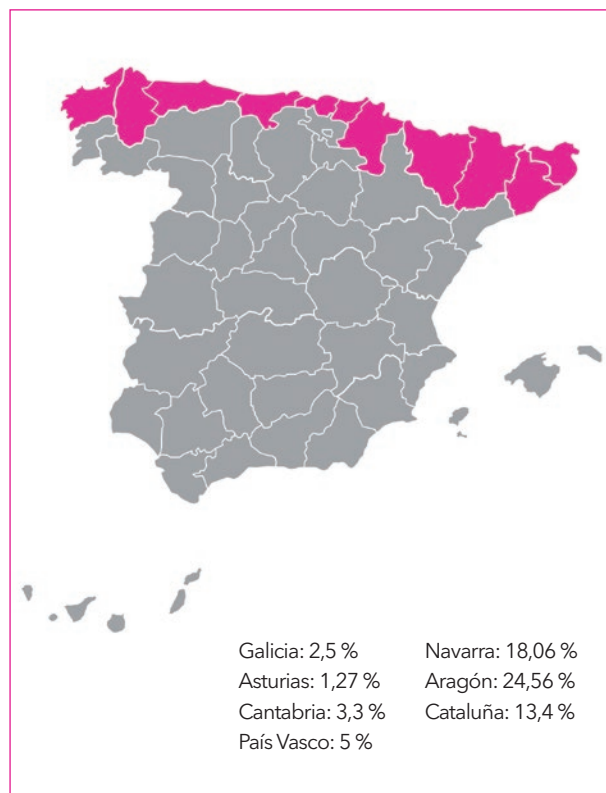 Galicia: 2,5 %
Asturias: 1,27 %
Cantabria: 3,3 %
País Vasco: 5 %
Navarra: 18,06 %
Aragón: 24,56 %
Cataluña: 13,4 %